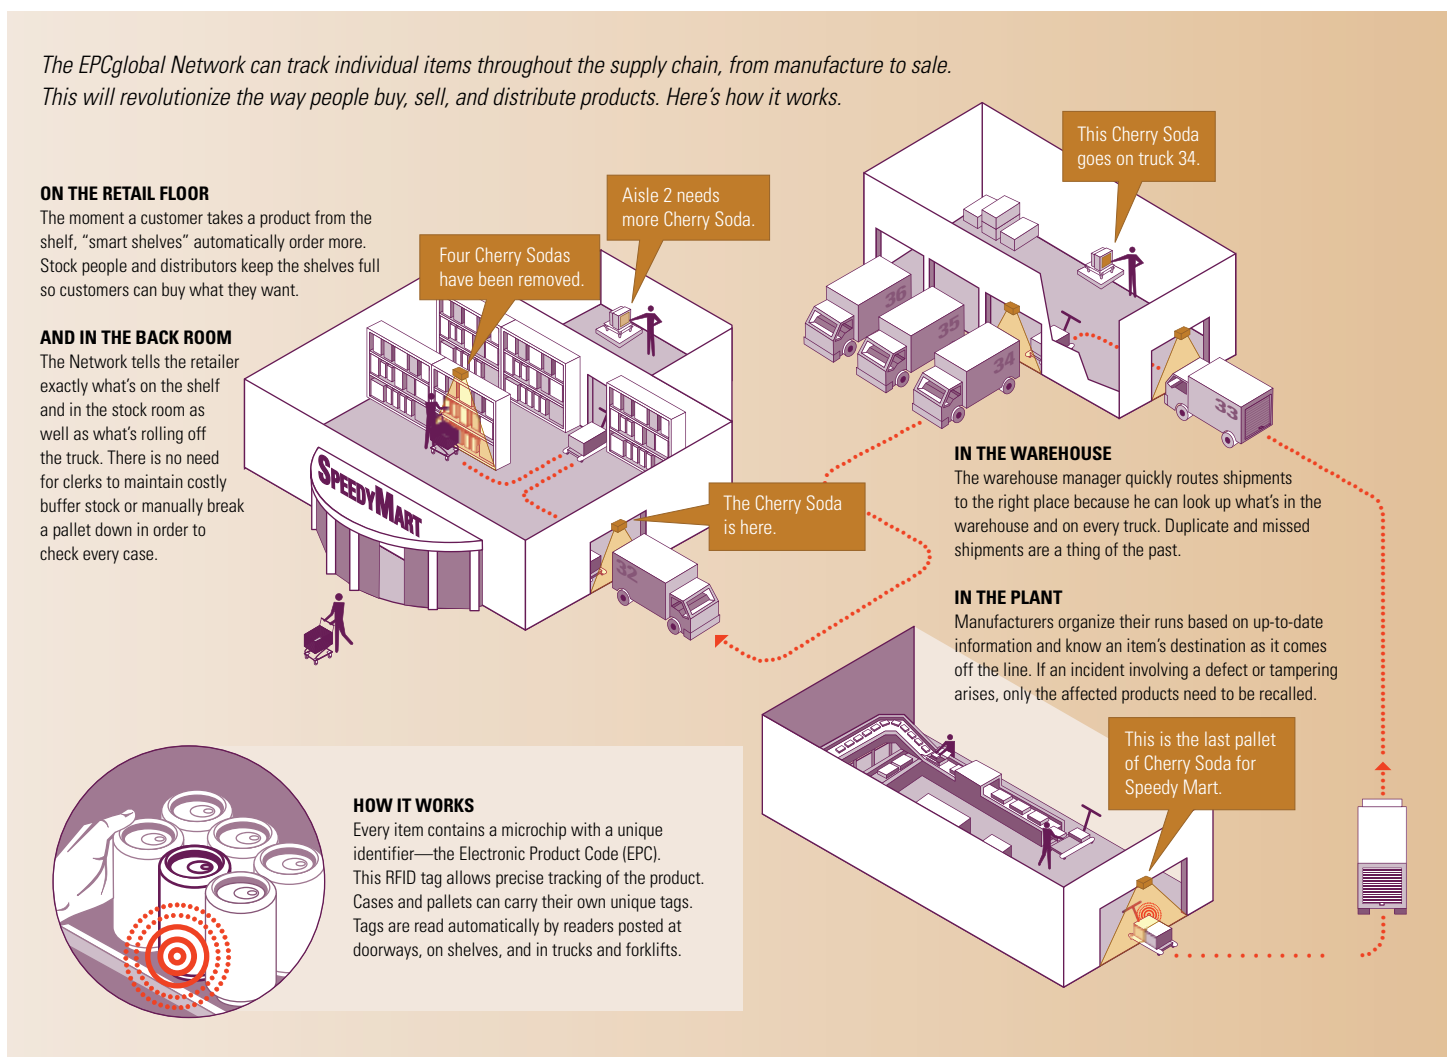 The EPCglobal Network can track individual items throughout the supply chain, from manufacture to sale.
This will revolutionize the way people buy, sell, and distribute products. Here’s how it works.
ON THE RETAIL FLOOR
The moment a customer takes a product from the
shelf, “smart shelves” automatically order more.
Stock people and distributors keep the shelves full
so customers can buy what they want.
AND IN THE BACK ROOM
The Network tells the retailer
exactly what’s on the shelf
and in the stock room as
well as what’s rolling off
the truck. There is no need
for clerks to maintain costly
buffer stock or manually break
a pallet down in order to
check every case.
Four Cherry Sodas
have been removed.
Aisle 2 needs
more Cherry Soda.
This Cherry Soda
goes on truck 34.
36
35
34
33
SPEEDYMART
The Cherry Soda
is here.
32
IN THE WAREHOUSE
The warehouse manager quickly routes shipments
to the right place because he can look up what’s in the
warehouse and on every truck. Duplicate and missed
shipments are a thing of the past.
IN THE PLANT
Manufacturers organize their runs based on up-to-date
information and know an item’s destination as it comes
off the line. If an incident involving a defect or tampering
arises, only the affected products need to be recalled.
This is the last pallet
of Cherry Soda for
Speedy Mart.
HOW IT WORKS
Every item contains a microchip with a unique
identifier—the Electronic Product Code (EPC).
This RFID tag allows precise tracking of the product.
Cases and pallets can carry their own unique tags.
Tags are read automatically by readers posted at
doorways, on shelves, and in trucks and forklifts.